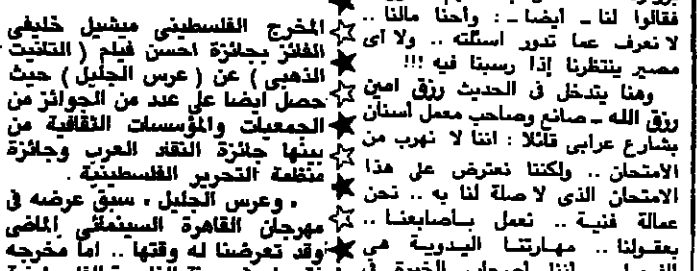 فقالوا لنا ـ أيضا ـ : وأحنا مالنا ..
لا نعرف عما تدور اسئلته .. ولا أى
مصير ينتظرنا إذا رسبنا فيه !!!
وهنا يتدخل فى الحديث رزق امين
رزق الله ـ صانع وصاحب معمل أسنان
بشارع عرابى قائلا : اننا لا نهرب من
الامتحان .. ولكننا نعترض على هذا
الامتحان الذى لا صلة لنا به .. نحن
عمالة فنية .. نعمل بأصابعنا ..
بعقولنا .. مهارتنا اليدوية هى
المخرج الفلسطينى ميشيل خليفى
الفائز بجائزة احسن فيلم ( التانيت
الذهبى ) عن ( عرس الجليل ) حيث
حصل ايضا على عدد من الجوائز من
الجمعيات والمؤسسات الثقافية من
بينها جائزة النقاد العرب وجائزة
منظمة التحرير الفلسطينية .
، وعرس الجليل ، سبق عرضه فى
مهرجان القاهرة السينمائى الماضى
وقد تعرضنا له وقتها .. اما مخرجه